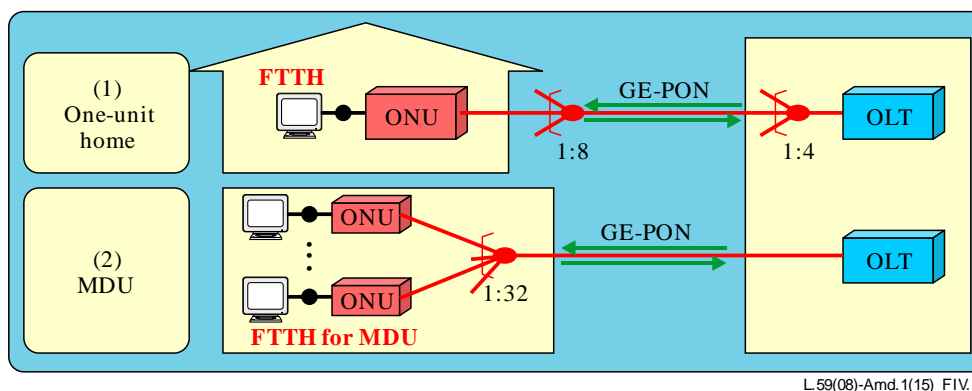 (1)
One-unit
home
FTTH
ONU
1:8
GE-PON
1:4
OLT
(2)
MDU
ONU
ONU
FTTH for MDU
1:32
GE-PON
OLT
L.59(08)-Amd.1(15)_FIV.